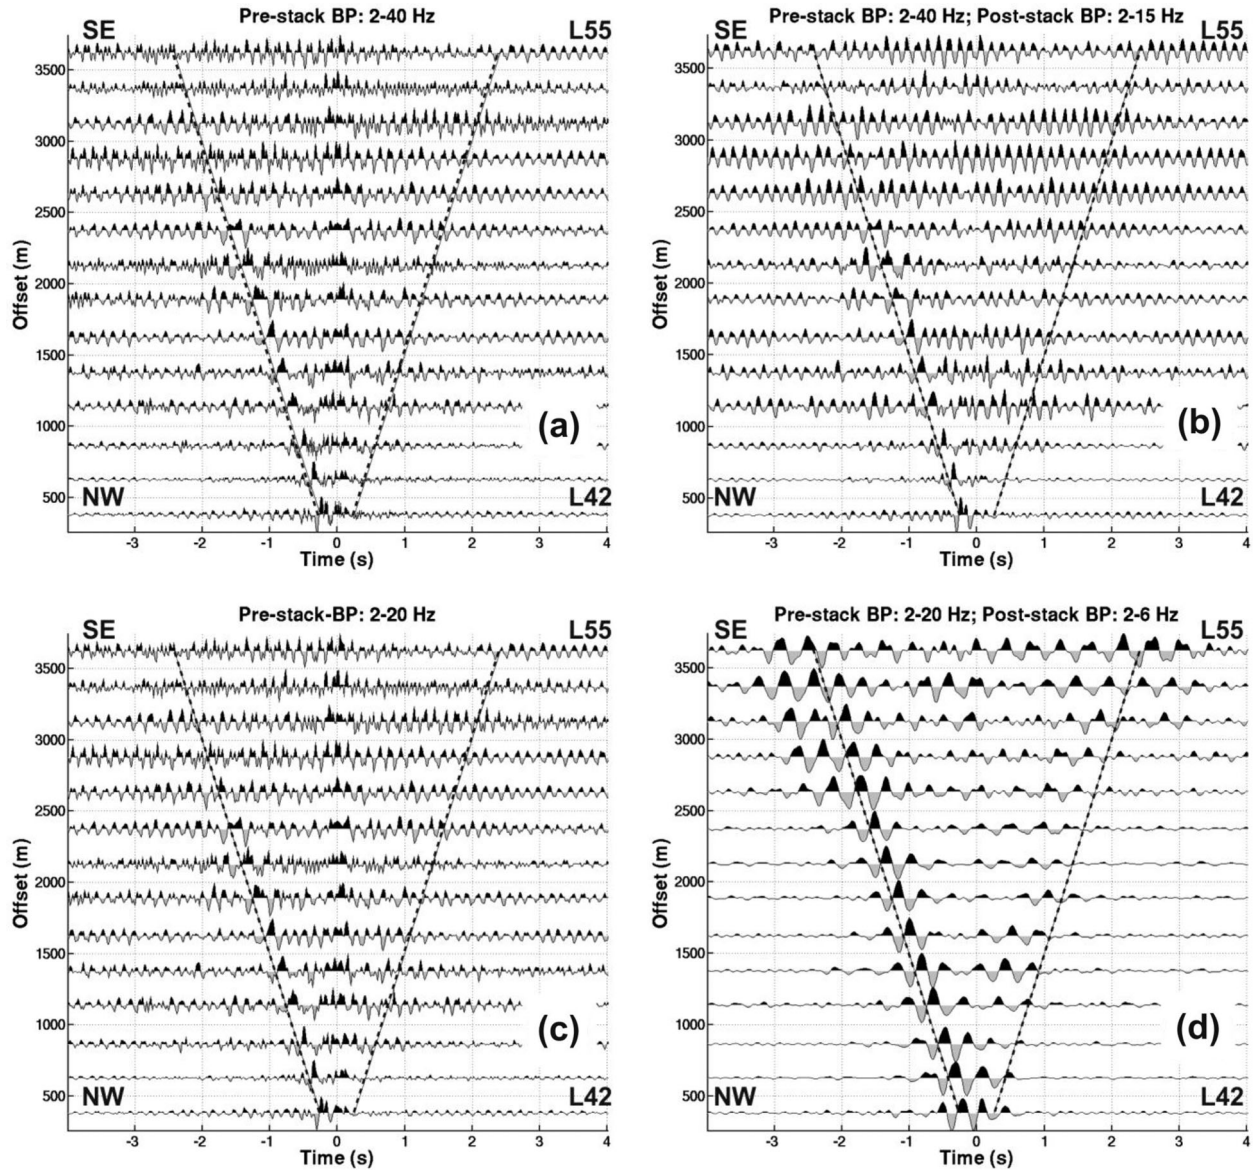 Pre-stack BP: 2-40 Hz
SE
L55
3500
3000
2500
2000
1500
1000
500
Offset (m)
(a)
NW
L42
-3 -2 -1 0 1 2 3 4
Time (s)
Pre-stack BP: 2-40 Hz; Post-stack BP: 2-15 Hz
SE
L55
3500
3000
2500
2000
1500
1000
500
Offset (m)
(b)
NW
L42
-3 -2 -1 0 1 2 3 4
Time (s)
Pre-stack-BP: 2-20 Hz
SE
L55
3500
3000
2500
2000
1500
1000
500
Offset (m)
(c)
NW
L42
-3 -2 -1 0 1 2 3 4
Time (s)
Pre-stack BP: 2-20 Hz; Post-stack BP: 2-6 Hz
SE
L55
3500
3000
2500
2000
1500
1000
500
Offset (m)
(d)
NW
L42
-3 -2 -1 0 1 2 3 4
Time (s)